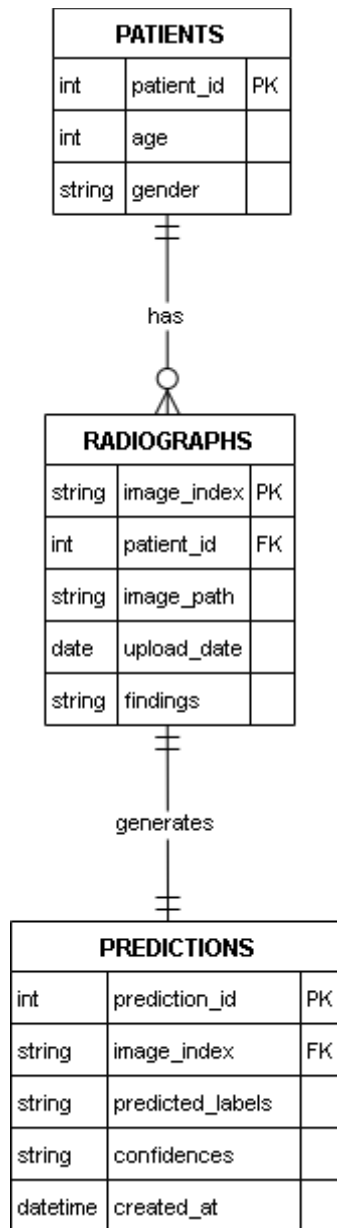 PATIENTS
int patient_id PK
int age
string gender
has
RADIOGRAPHS
string image_index PK
int patient_id FK
string image_path
date upload_date
string findings
generates
PREDICTIONS
int prediction_id PK
string image_index FK
string predicted_labels
string confidences
datetime created_at